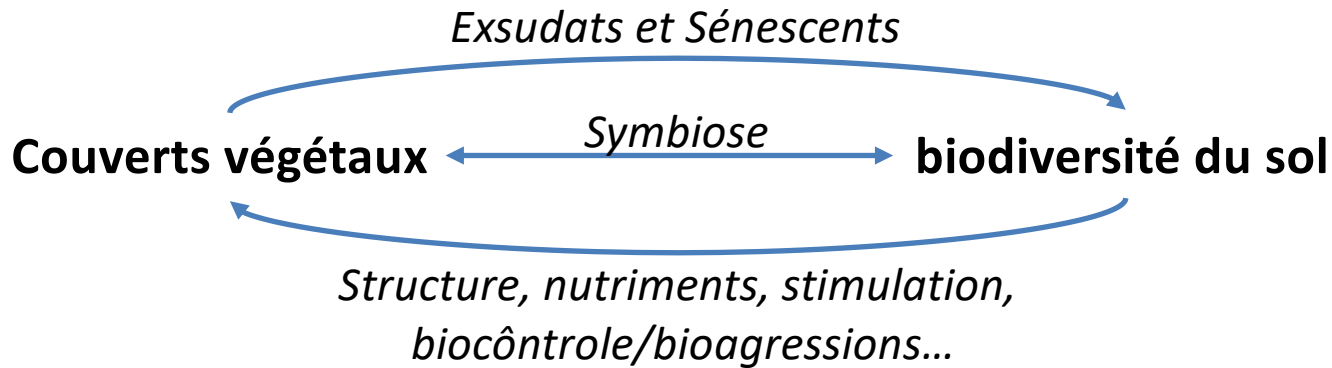 Exsudats et Sénescents
Couverts végétaux
Symbiose
biodiversité du sol
Structure, nutriments, stimulation,
biocôntrole/bioagressions…